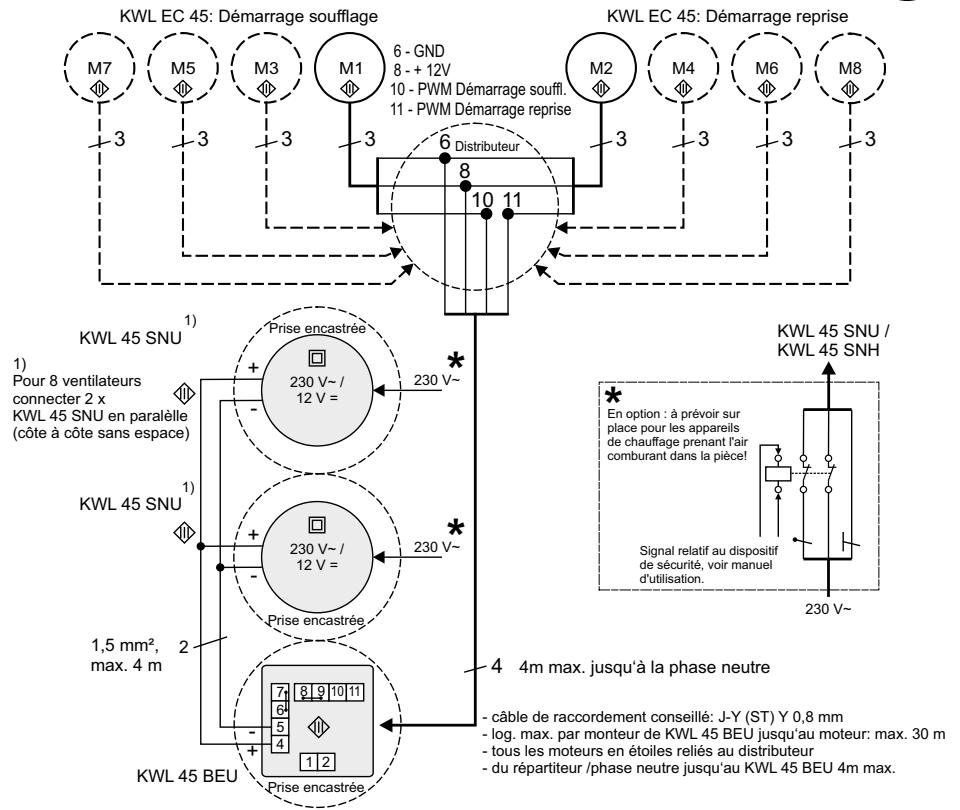 KWL EC 45: Démarrage soufflage
KWL EC 45: Démarrage reprise
M7
M5
M3
M1
M2
M4
M6
M8
6 - GND
8 - + 12V
10 - PWM Démarrage souffl.
11 - PWM Démarrage reprise
3
3
3
3
3
3
3
3
6 Distributeur
8
10 11
KWL 45 SNU 1)
Prise encastrée
+
-
230 V~ /
12 V =
*
230 V~
1)
Pour 8 ventilateurs
connecter 2 x
KWL 45 SNU en paralèlle
(côte à côte sans espace)
KWL 45 SNU 1)
+
-
230 V~ /
12 V =
*
230 V~
Prise encastrée
KWL 45 SNU /
KWL 45 SNH
*
En option : à prévoir sur
place pour les appareils
de chauffage prenant l'air
comburant dans la pièce!
Signal relatif au dispositif
de sécurité, voir manuel
d'utilisation.
230 V~
1,5 mm²,
max. 4 m
2
4 4m max. jusqu'à la phase neutre
7 8 9 10 11
6
- 5
+ 4
1 2
KWL 45 BEU
Prise encastrée
- câble de raccordement conseillé: J-Y (ST) Y 0,8 mm
- log. max. par monteur de KWL 45 BEU jusqu'au moteur: max. 30 m
- tous les moteurs en étoiles reliés au distributeur
- du répartiteur /phase neutre jusqu'au KWL 45 BEU 4m max.